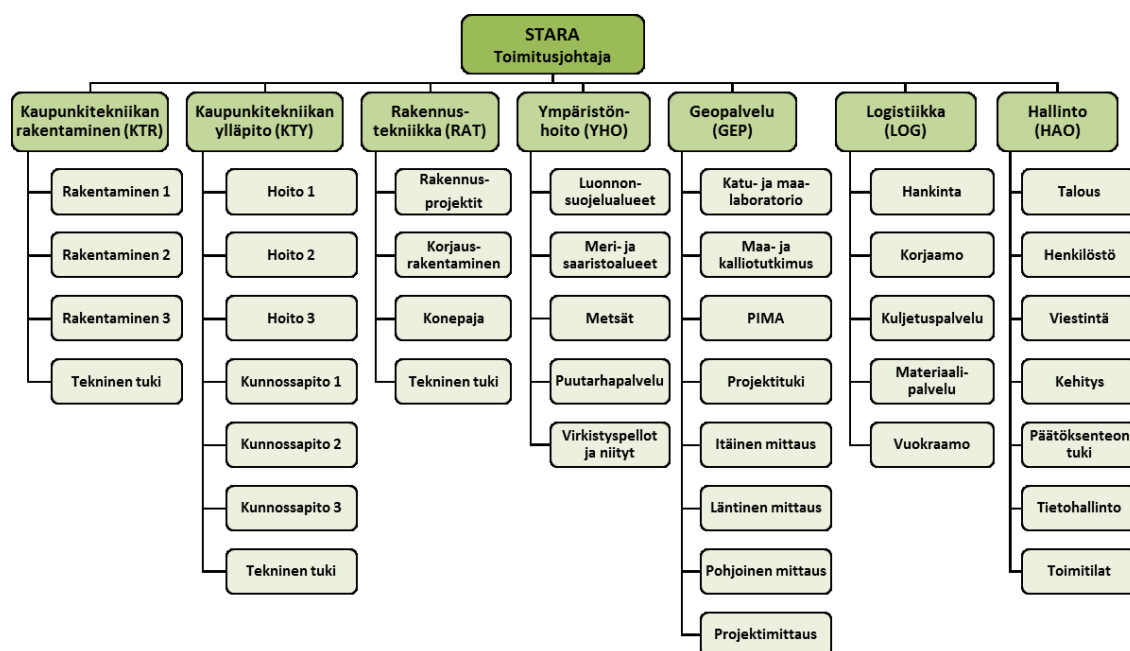 STARA
Toimitusjohtaja
Kaupunkitekniikan
rakentaminen (KTR)
Rakentaminen 1
Rakentaminen 2
Rakentaminen 3
Tekninen tuki
Kaupunkitekniikan
ylläpito (KTY)
Hoito 1
Hoito 2
Hoito 3
Kunnossapito 1
Kunnossapito 2
Kunnossapito 3
Tekninen tuki
Rakennus-
tekniikka (RAT)
Rakennus-
projektit
Korjaus-
rakentaminen
Konepaja
Tekninen tuki
Ympäristön-
hoito (YHO)
Luonnon-
suojelualueet
Meri- ja
saaristoalueet
Metsät
Puutarhapalvelu
Virkistyspellot
ja niityt
Geopalvelu
(GEP)
Katu- ja maa-
laboratorio
Maa- ja
kalliotutkimus
PIMA
Projektituki
Itäinen mittaus
Läntinen mittaus
Pohjoinen mittaus
Projektimittaus
Logistiikka
(LOG)
Hankinta
Korjaamo
Kuljetuspalvelu
Materiaali-
palvelu
Vuokraamo
Hallinto
(HAO)
Talous
Henkilöstö
Viestintä
Kehitys
Päätöksenteon
tuki
Tietohallinto
Toimitilat